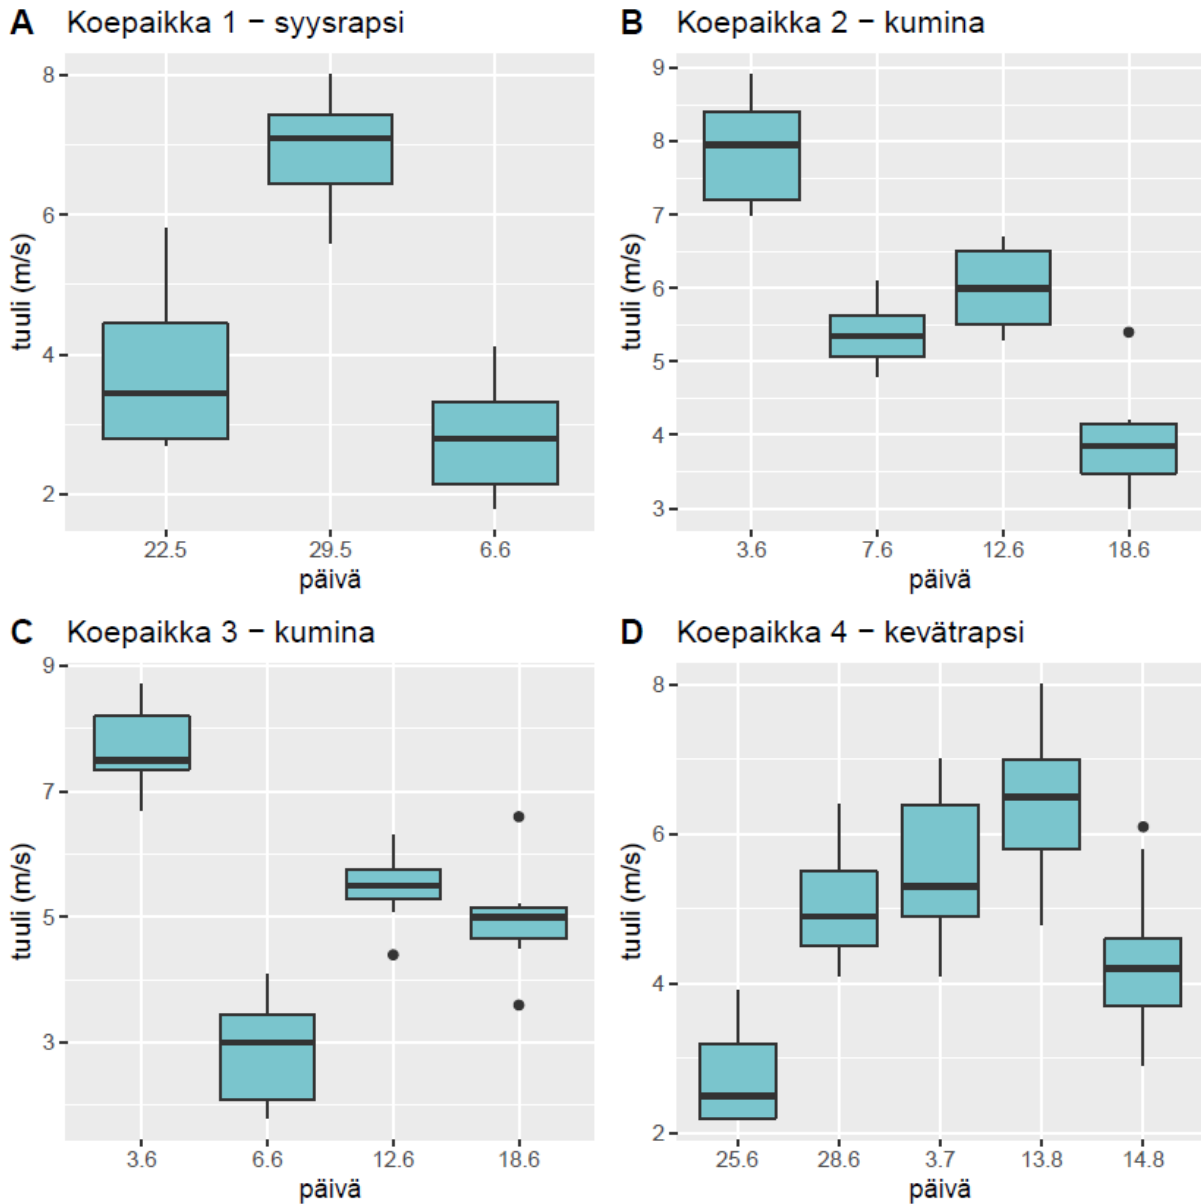 A Koepaikka 1 − syysrapsi
8
6
4
2
tuuli (m/s)
22.5 29.5 6.6
päivä
B Koepaikka 2 − kumina
9
8
7
6
5
4
3
tuuli (m/s)
3.6 7.6 12.6 18.6
päivä
C Koepaikka 3 − kumina
9
7
5
3
tuuli (m/s)
3.6 6.6 12.6 18.6
päivä
D Koepaikka 4 − kevätrapsi
8
6
4
2
tuuli (m/s)
25.6 28.6 3.7 13.8 14.8
päivä